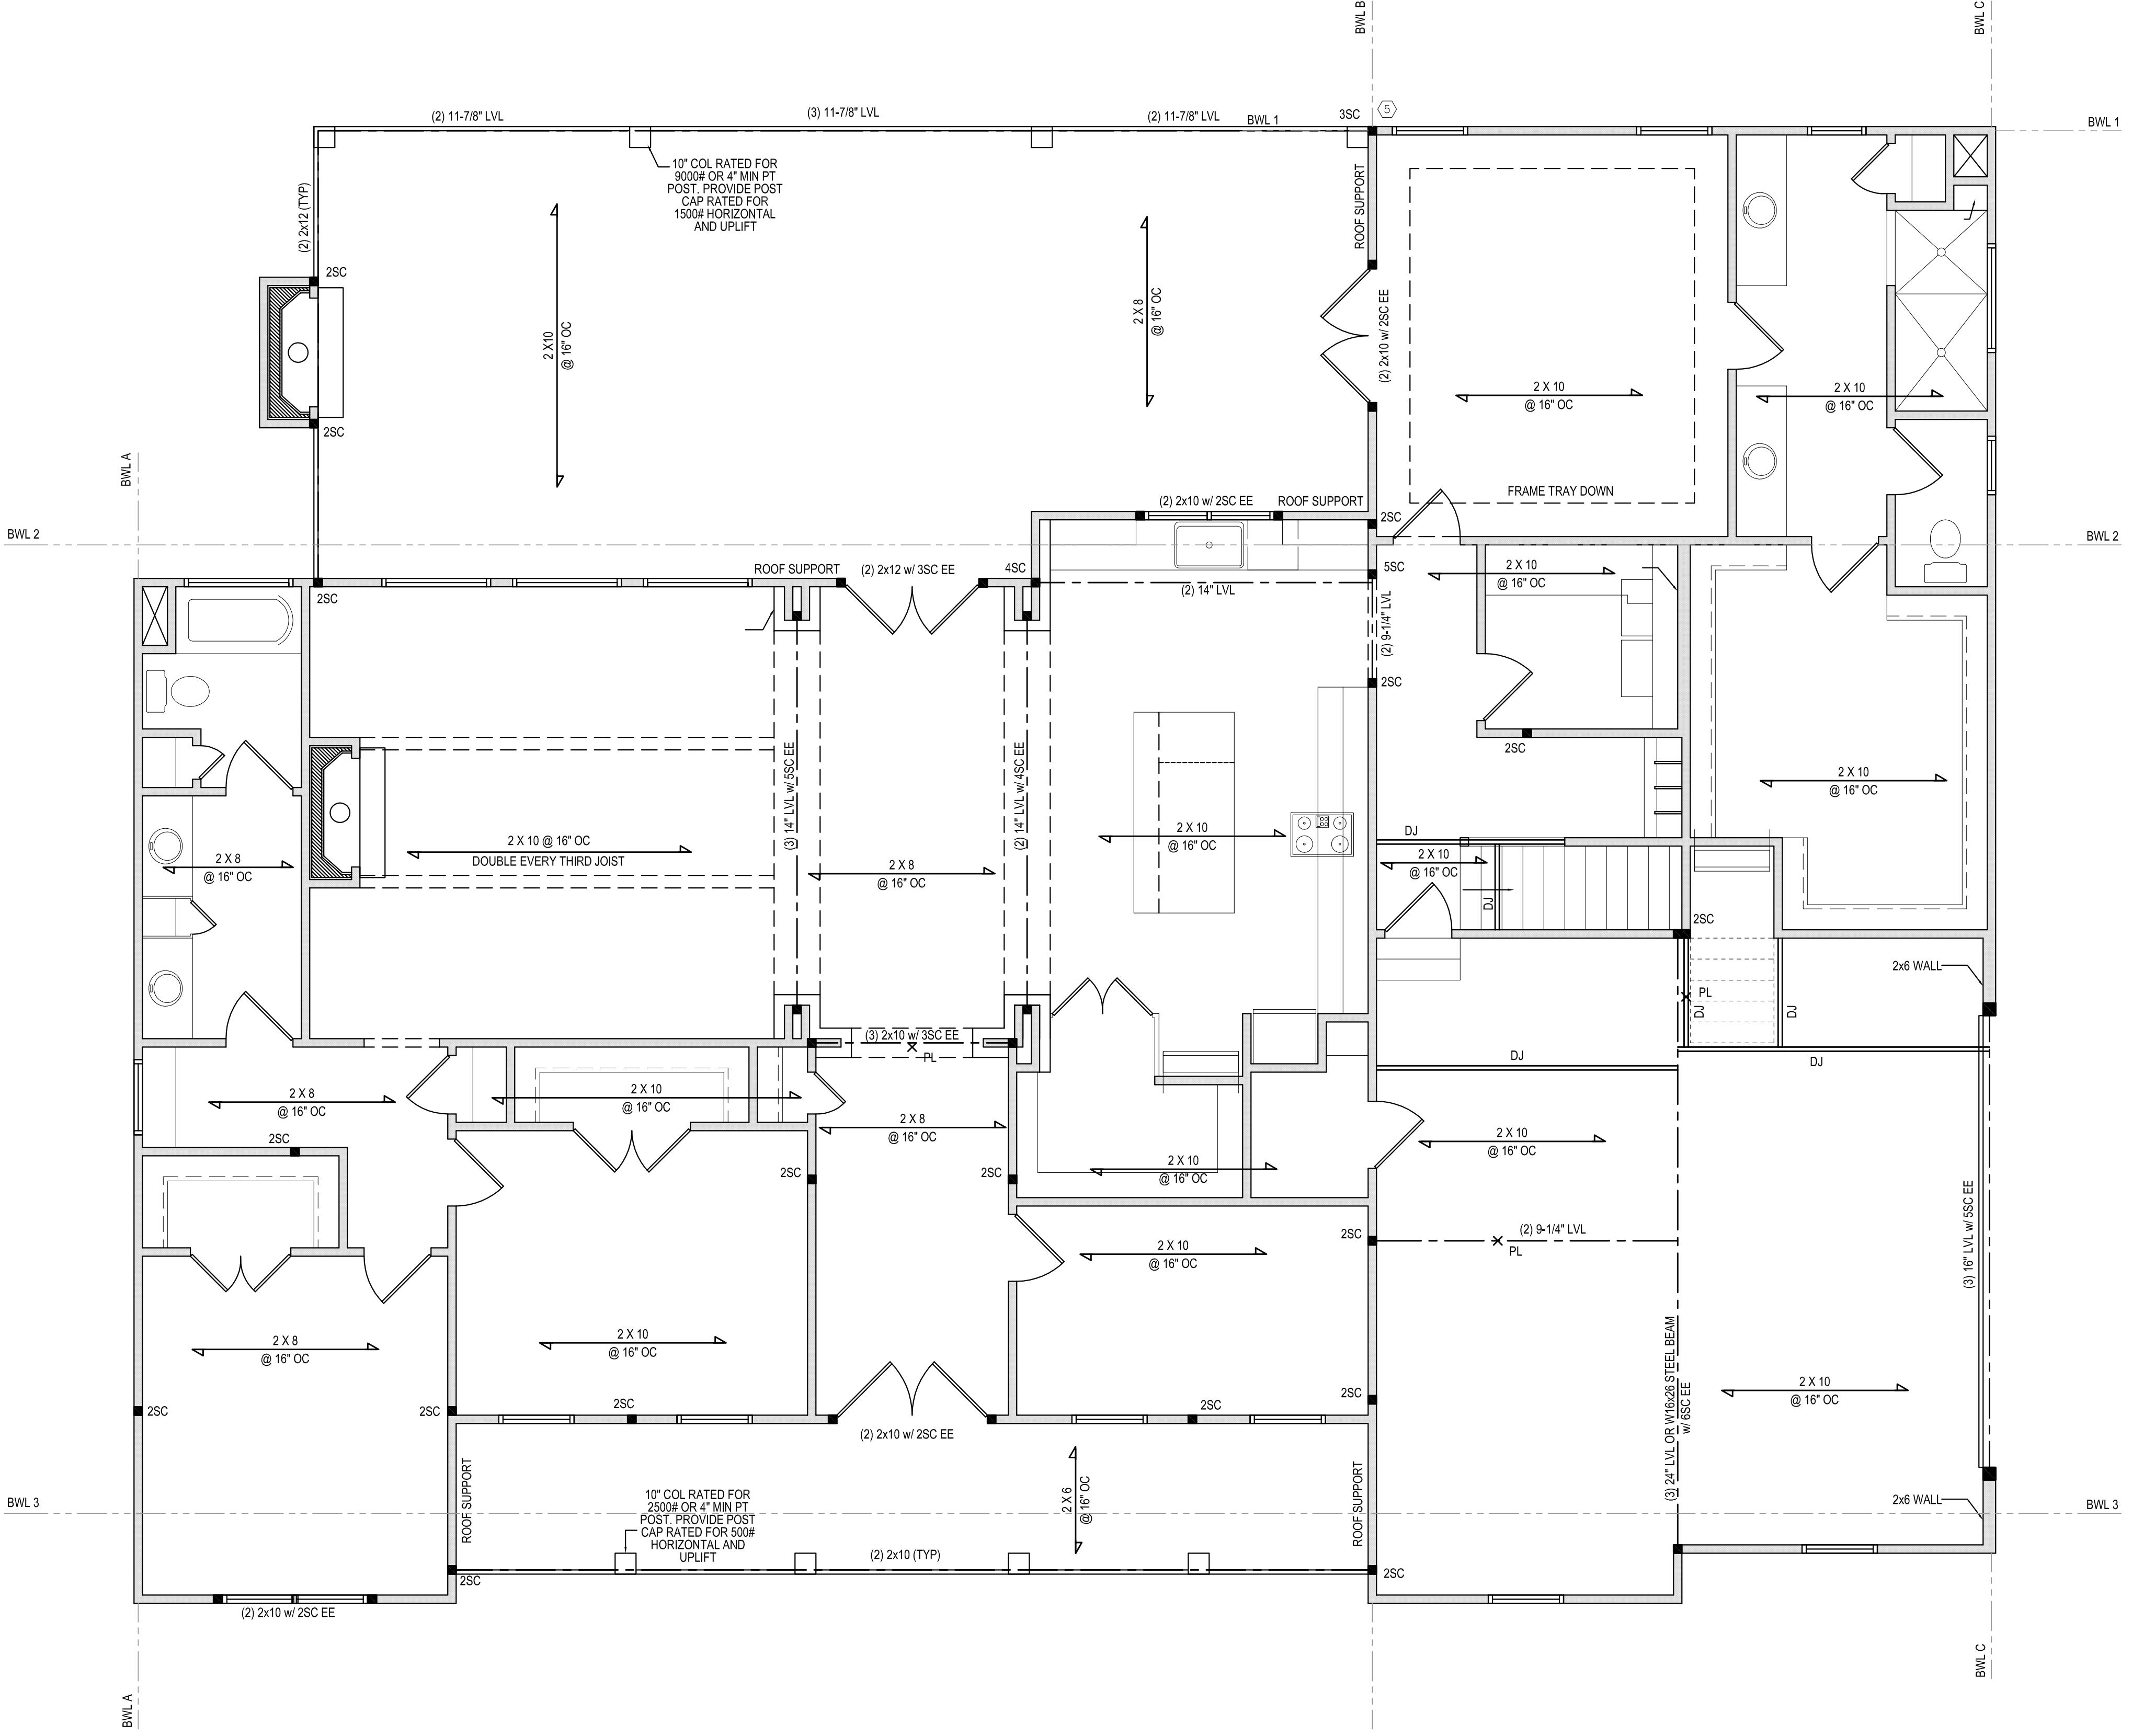 BWL B
BWL C
(2) 11-7/8" LVL
(3) 11-7/8" LVL
(2) 11-7/8" LVL
BWL 1
3SC
5
BWL 1
10" COL RATED FOR
9000# OR 4" MIN PT
POST. PROVIDE POST
CAP RATED FOR
1500# HORIZONTAL
AND UPLIFT
(2) 2x12 (TYP)
ROOF SUPPORT
2SC
2 X10
@ 16" OC
2 X 8
@ 16" OC
(2) 2x10 w/ 2SC EE
2 X 10
@ 16" OC
2 X 10
@ 16" OC
2SC
BWL A
FRAME TRAY DOWN
(2) 2x10 w/ 2SC EE
ROOF SUPPORT
2SC
BWL 2
BWL 2
ROOF SUPPORT
(2) 2x12 w/ 3SC EE
4SC
5SC
2 X 10
@ 16" OC
2SC
(2) 14" LVL
(2) 9-1/4" LVL
2SC
2SC
(3) 14" LVL w/ 5SC EE
(2) 14" LVL w/ 4SC EE
2 X 10
@ 16" OC
2 X 10
@ 16" OC
DJ
2 X 10 @ 16" OC
DOUBLE EVERY THIRD JOIST
2 X 8
@ 16" OC
2 X 8
@ 16" OC
2 X 10
@ 16" OC
DJ
2SC
2x6 WALL
PL
DJ
DJ
(3) 2x10 w/ 3SC EE
PL
DJ
DJ
2 X 8
@ 16" OC
2 X 10
@ 16" OC
2 X 8
@ 16" OC
2SC
2SC
2SC
2 X 10
@ 16" OC
2 X 10
@ 16" OC
2SC
(2) 9-1/4" LVL
PL
2 X 10
@ 16" OC
(3) 16" LVL w/ 5SC EE
2 X 8
@ 16" OC
2 X 10
@ 16" OC
(3) 24" LVL OR W16x26 STEEL BEAM
w/ 6SC EE
2 X 10
@ 16" OC
2SC
2SC
2SC
2SC
2SC
(2) 2x10 w/ 2SC EE
ROOF SUPPORT
10" COL RATED FOR
2500# OR 4" MIN PT
POST. PROVIDE POST
CAP RATED FOR 500#
HORIZONTAL AND
UPLIFT
2 X 6
@ 16" OC
ROOF SUPPORT
2x6 WALL
BWL 3
BWL 3
(2) 2x10 (TYP)
2SC
2SC
(2) 2x10 w/ 2SC EE
BWL A
BWL C